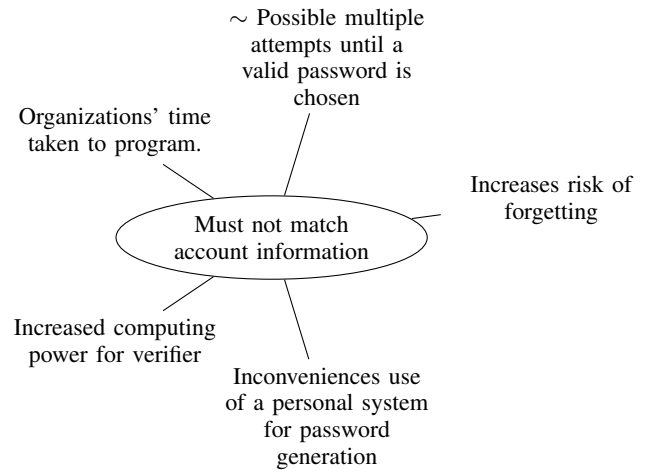 ∼ Possible multiple
attempts until a
valid password is
chosen
Organizations’ time
taken to program.
Increases risk of
forgetting
Must not match
account information
Increased computing
power for verifier
Inconveniences use
of a personal system
for password
generation